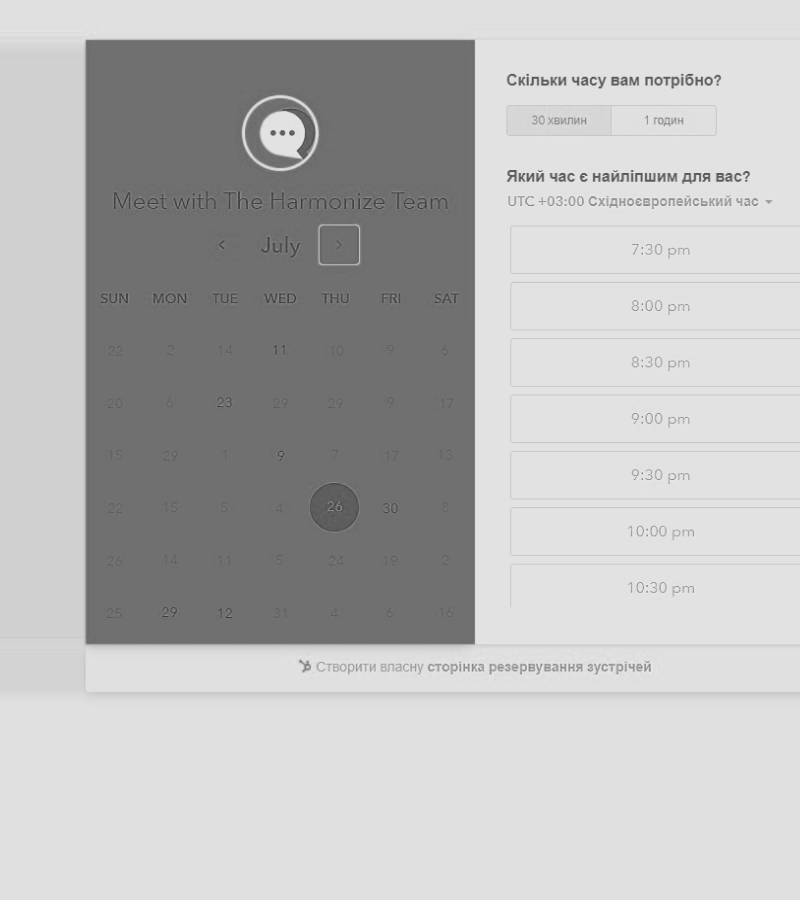 Meet with The Harmonize Team
July
SUN MON TUE WED THU FRI SAT
22 2 14 11 10 9 6
20 6 23 29 29 9 17
15 29 1 9 7 17 13
22 15 5 4 26 30 8
26 14 11 5 24 19 2
25 29 12 31 4 6 16
Скільки часу вам потрібно?
30 хвилин 1 годин
Який час є найліпшим для вас?
UTC +03:00 Східноєвропейський час
7:30 pm
8:00 pm
8:30 pm
9:00 pm
9:30 pm
10:00 pm
10:30 pm
Створити власну сторінка резервування зустрічей